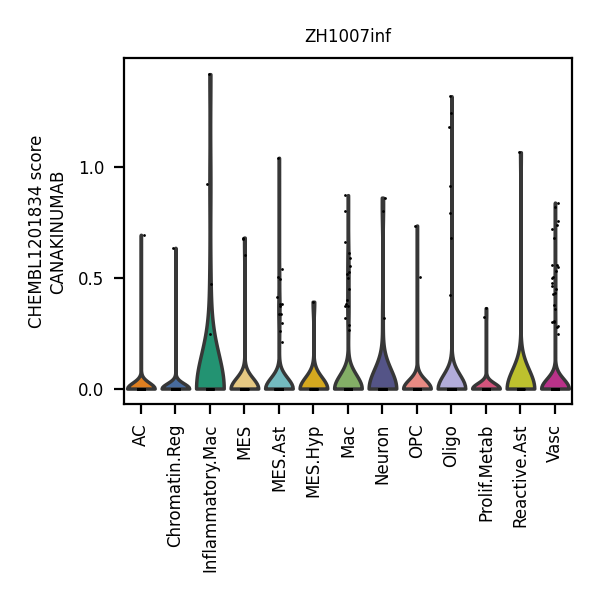 ZH1007inf
CHEMBL1201834 score
CANAKINUMAB
1.0
0.5
0.0
AC
Chromatin.Reg
Inflammatory.Mac
MES
MES.Ast
MES.Hyp
Mac
Neuron
OPC
Oligo
Prolif.Metab
Reactive.Ast
Vasc